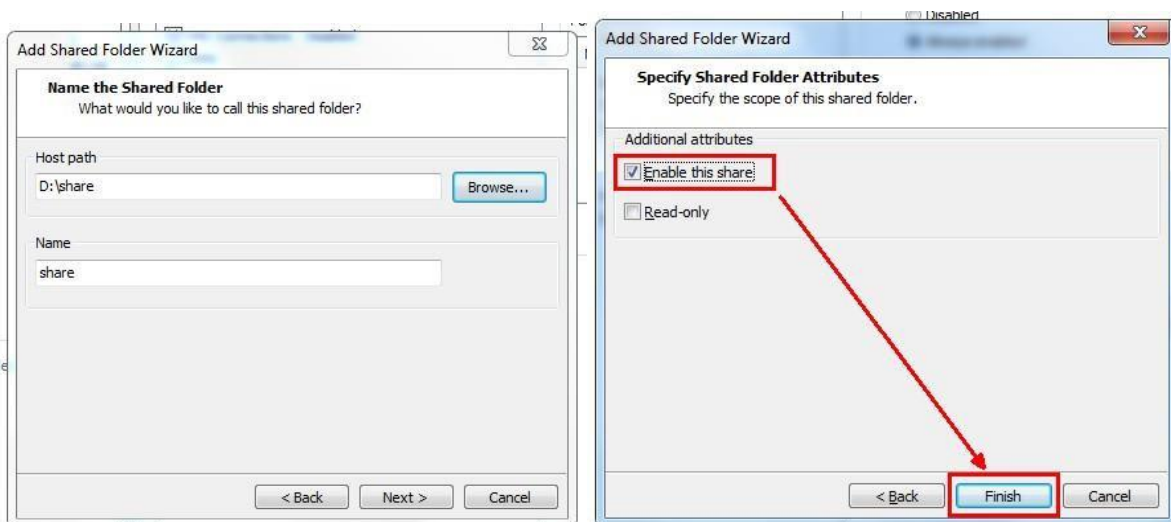 Add Shared Folder Wizard
Name the Shared Folder
What would you like to call this shared folder?
Host path
D:\share
Browse...
Name
share
< Back
Next >
Cancel
Disabled
Add Shared Folder Wizard
Specify Shared Folder Attributes
Specify the scope of this shared folder.
Additional attributes
Enable this share
Read-only
< Back
Finish
Cancel